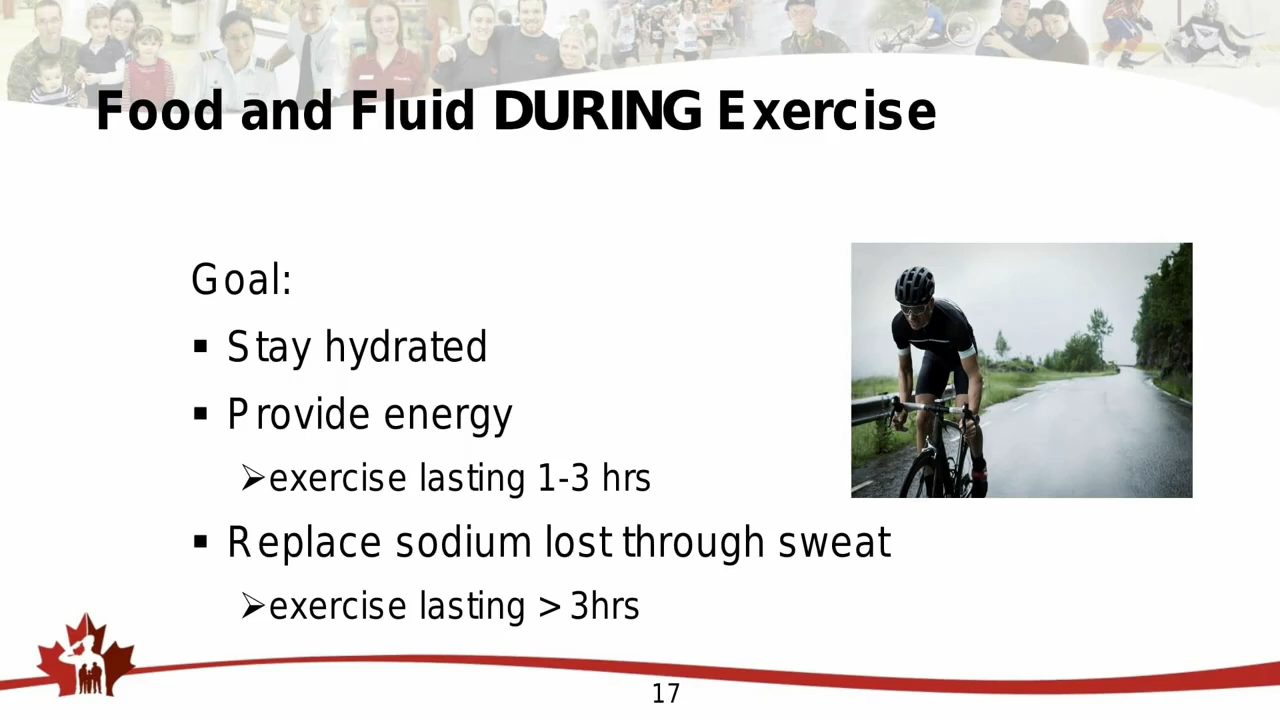 Food and Fluid DURING Exercise
Goal:
▪ Stay hydrated
▪ Provide energy
➢exercise lasting 1-3 hrs
▪ Replace sodium lost through sweat
➢exercise lasting > 3hrs
17